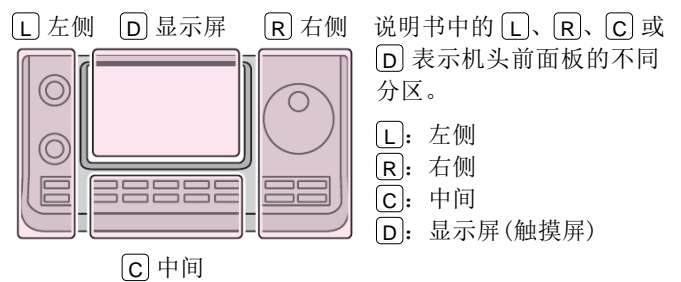 L 左侧 D 显示屏 R 右侧
C 中间
说明书中的 L、R、C 或
D 表示机头前面板的不同
分区。
L：左侧
R：右侧
C：中间
D：显示屏(触摸屏)